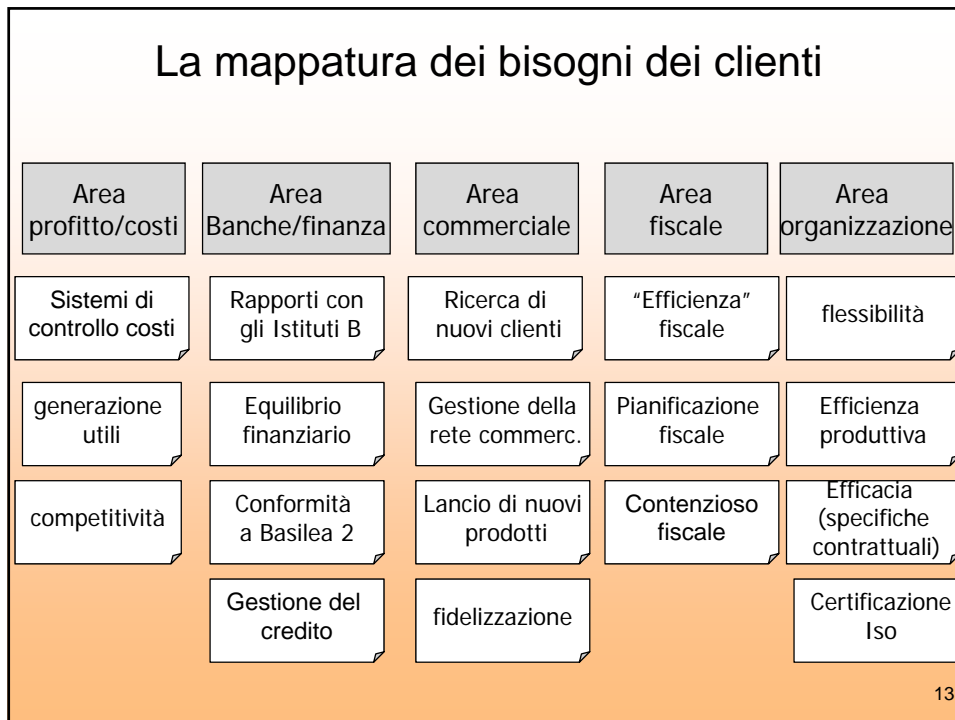 La mappatura dei bisogni dei clienti
Area
profitto/costi
Area
Banche/finanza
Area
commerciale
Area
fiscale
Area
organizzazione
Sistemi di
controllo costi
Rapporti con
gli Istituti B
Ricerca di
nuovi clienti
“Efficienza”
fiscale
flessibilità
generazione
utili
Equilibrio
finanziario
Gestione della
rete commerc.
Pianificazione
fiscale
Efficienza
produttiva
competitività
Conformità
a Basilea 2
Lancio di nuovi
prodotti
Contenzioso
fiscale
Efficacia
(specifiche
contrattuali)
Gestione del
credito
fidelizzazione
Certificazione
Iso
13